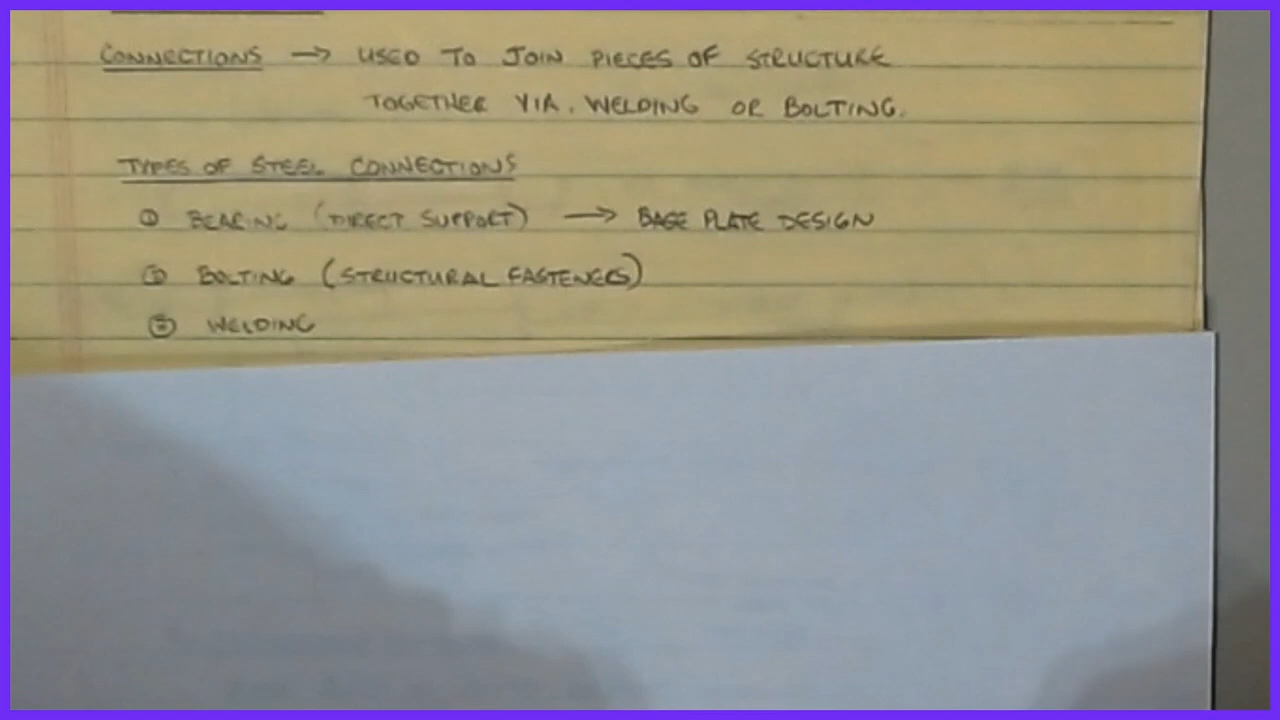 CONNECTIONS → USED TO JOIN PIECES OF STRUCTURE
TOGETHER VIA. WELDING OR BOLTING.
TYPES OF STEEL CONNECTIONS
① BEARING (DIRECT SUPPORT) → BASE PLATE DESIGN
② BOLTING (STRUCTURAL FASTENERS)
③ WELDING